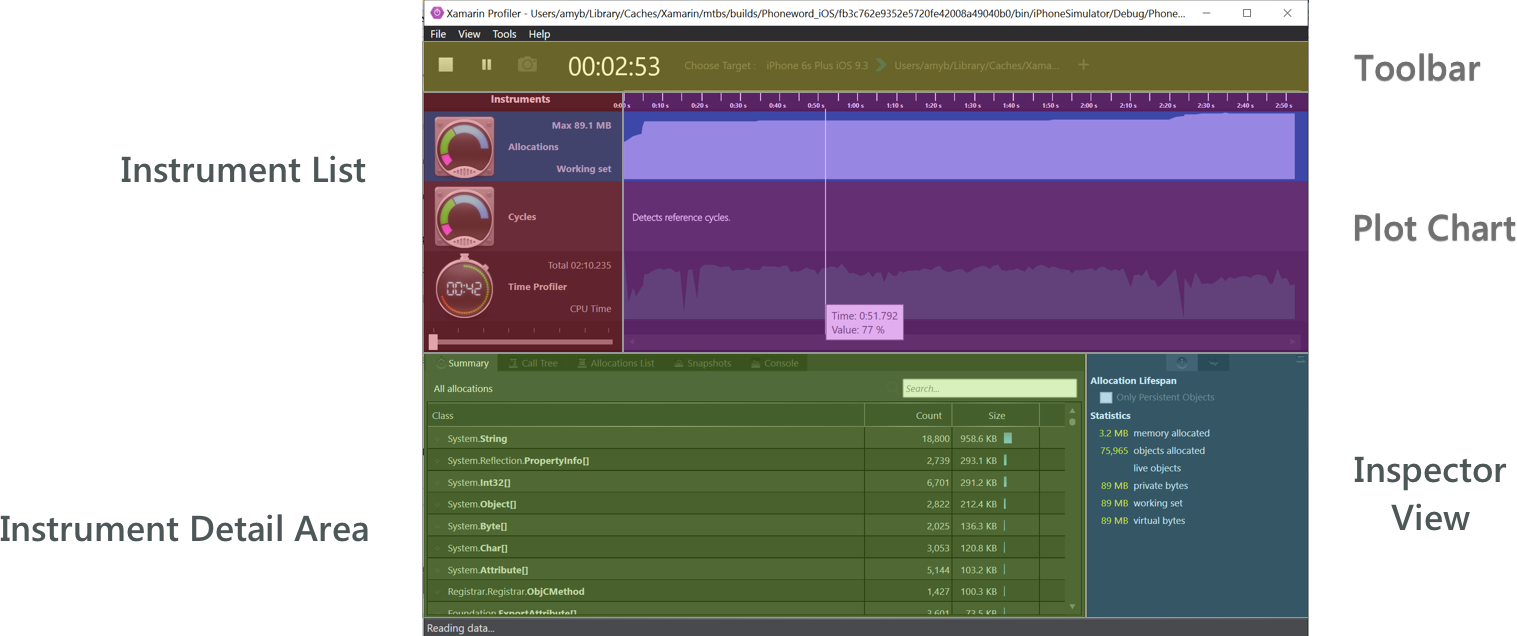 Xamarin Profiler - Users/amyb/Library/Caches/Xamarin/mtbs/builds/Phoneword_iOS/fb3c762e9352e5720fe42008a49040b0/bin/iPhoneSimulator/Debug/Phone...
File View Tools Help
00:02:53 Choose Target : iPhone 6s Plus iOS 9.3 Users/amyb/Library/Caches/Xama... +
Toolbar
Instruments
0:00 s 0:10 s 0:20 s 0:30 s 0:40 s 0:50 s 1:00 s 1:10 s 1:20 s 1:30 s 1:40 s 1:50 s 2:00 s 2:10 s 2:20 s 2:30 s 2:40 s 2:50 s
Instrument List
Max 89.1 MB
Allocations
Working set
Cycles
Detects reference cycles.
Plot Chart
Total 02:10.235
00:42
Time Profiler
CPU Time
Time: 0:51.792
Value: 77 %
Summary Call Tree Allocations List Snapshots Console
All allocations Search...
Class Count Size
System.String 18,800 958.6 KB
System.Reflection.PropertyInfo[] 2,739 293.1 KB
System.Int32[] 6,701 291.2 KB
System.Object[] 2,822 212.4 KB
System.Byte[] 2,025 136.3 KB
System.Char[] 3,053 120.8 KB
System.Attribute[] 5,144 103.2 KB
Registrar.Registrar.ObjCMethod 1,427 100.3 KB
Foundation.ExportAttribute[] 3,601 72.5 KB
Instrument Detail Area
Allocation Lifespan
Only Persistent Objects
Statistics
3.2 MB memory allocated
75,965 objects allocated
live objects
89 MB private bytes
89 MB working set
89 MB virtual bytes
Inspector
View
Reading data...